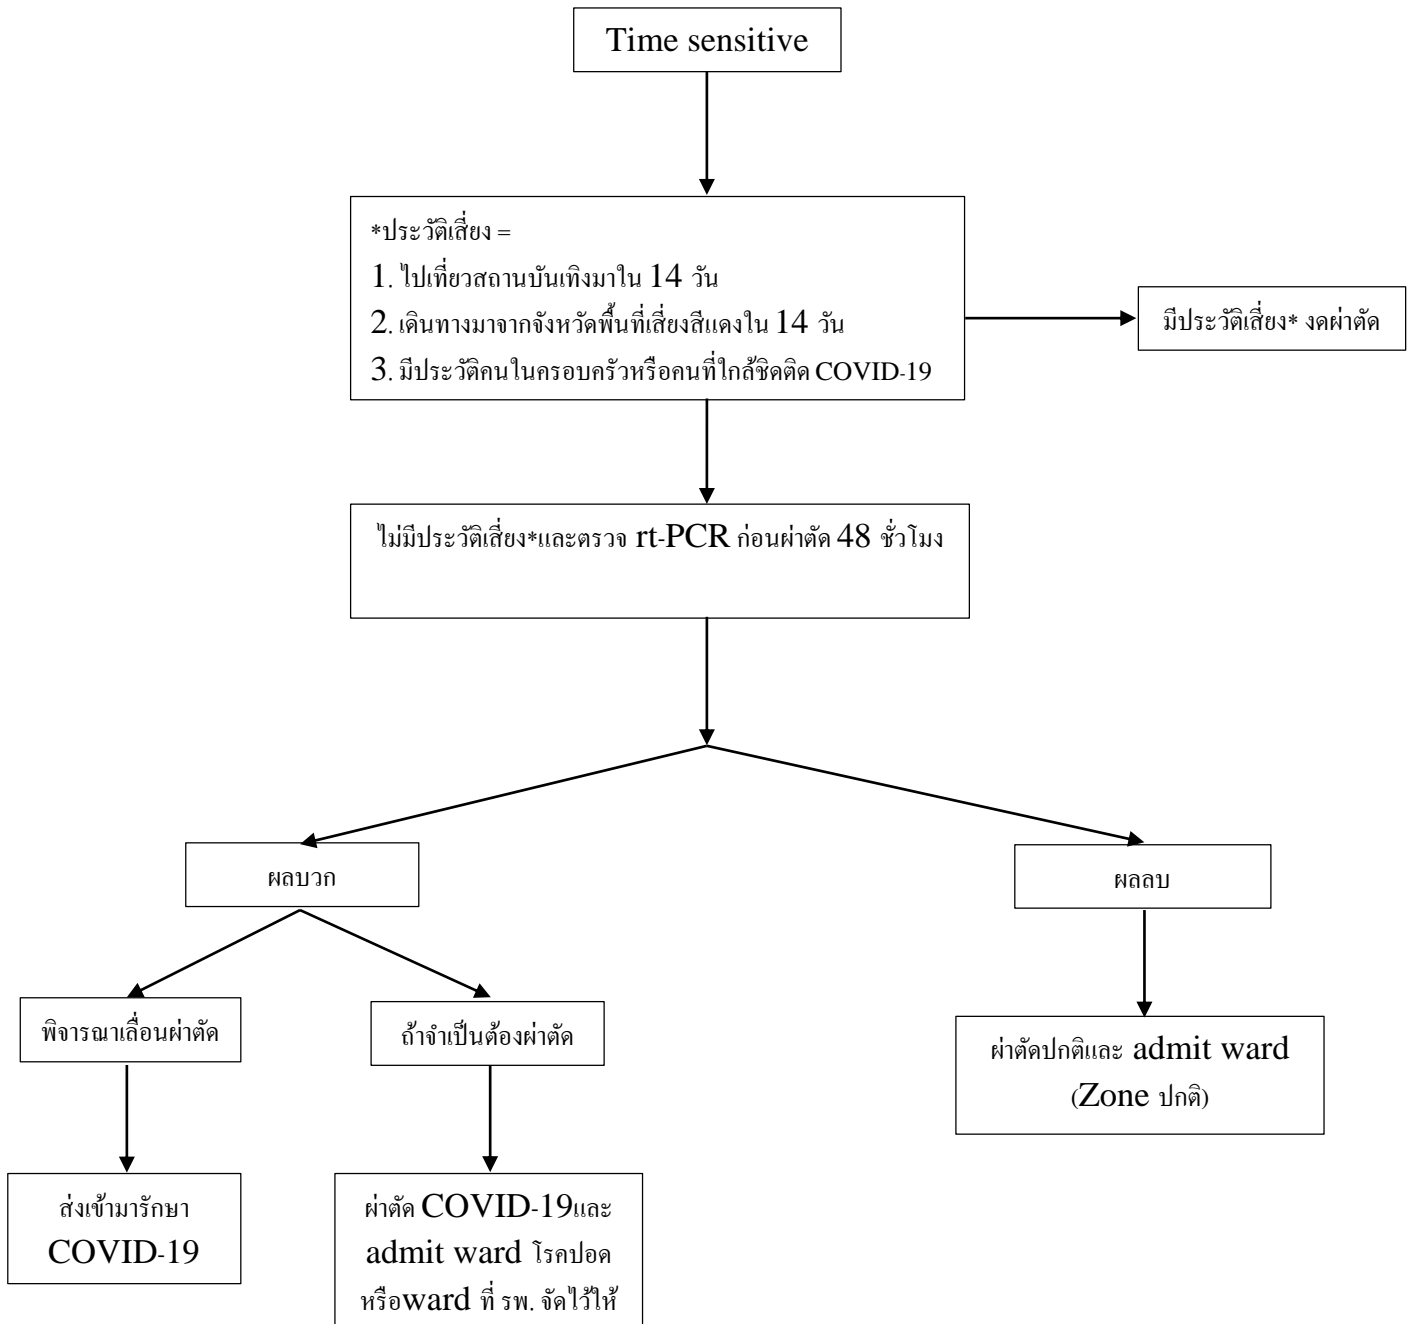 Time sensitive
*ประวัติเสี่ยง =
1. ไปเที่ยวสถานบันเทิงมาใน 14 วัน
2. เดินทางมาจากจังหวัดพื้นที่เสี่ยงสีแดงใน 14 วัน
3. มีประวัติคนในครอบครัวหรือคนที่ใกล้ชิดติด COVID-19
มีประวัติเสี่ยง* งดผ่าตัด
ไม่มีประวัติเสี่ยง*และตรวจ rt-PCR ก่อนผ่าตัด 48 ชั่วโมง
ผลบวก
ผลลบ
พิจารณาเลื่อนผ่าตัด
ถ้าจำเป็นต้องผ่าตัด
ผ่าตัดปกติและ admit ward
(Zone ปกติ)
ส่งเข้ามารักษา
COVID-19
ผ่าตัด COVID-19และ
admit ward โรคปอด
หรือward ที่ รพ. จัดไว้ให้